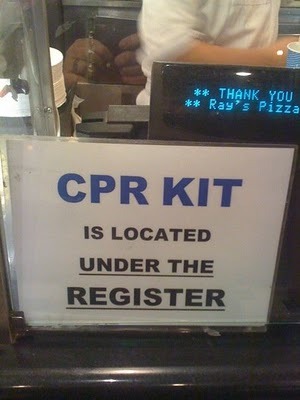 ** THANK YOU
** Ray's Pizza
CPR KIT
IS LOCATED
UNDER THE
REGISTER